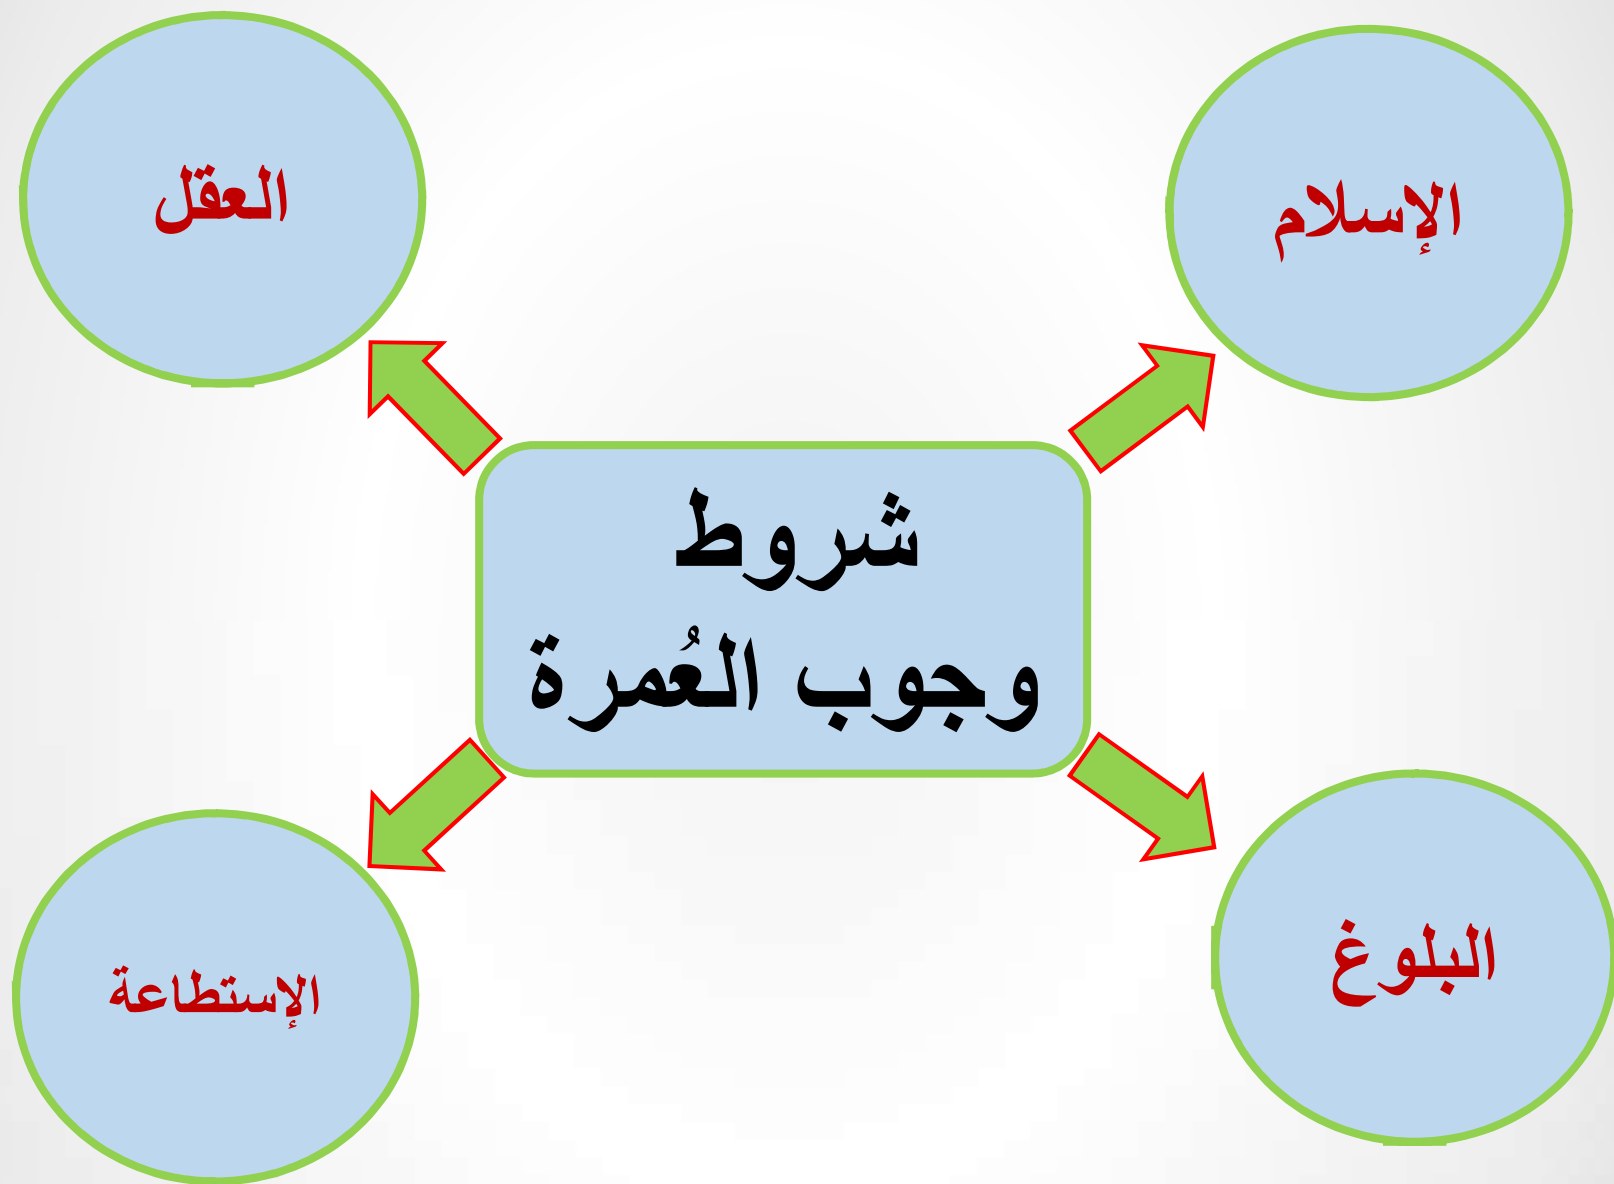 الإسلام
العقل
شروط
وجوب العُمرة
البلوغ
الإستطاعة